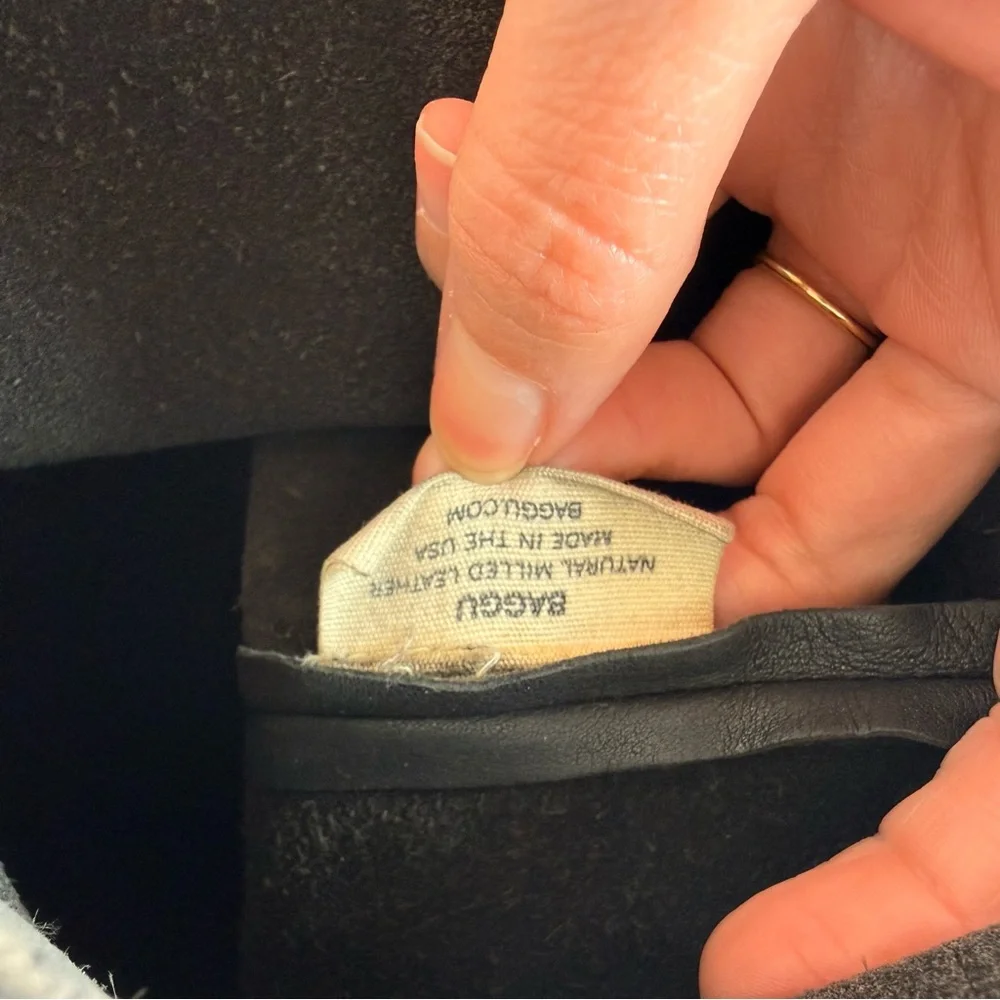 BAGGU
NATURAL MILLED LEATHER
MADE IN THE USA
BAGGU.COM